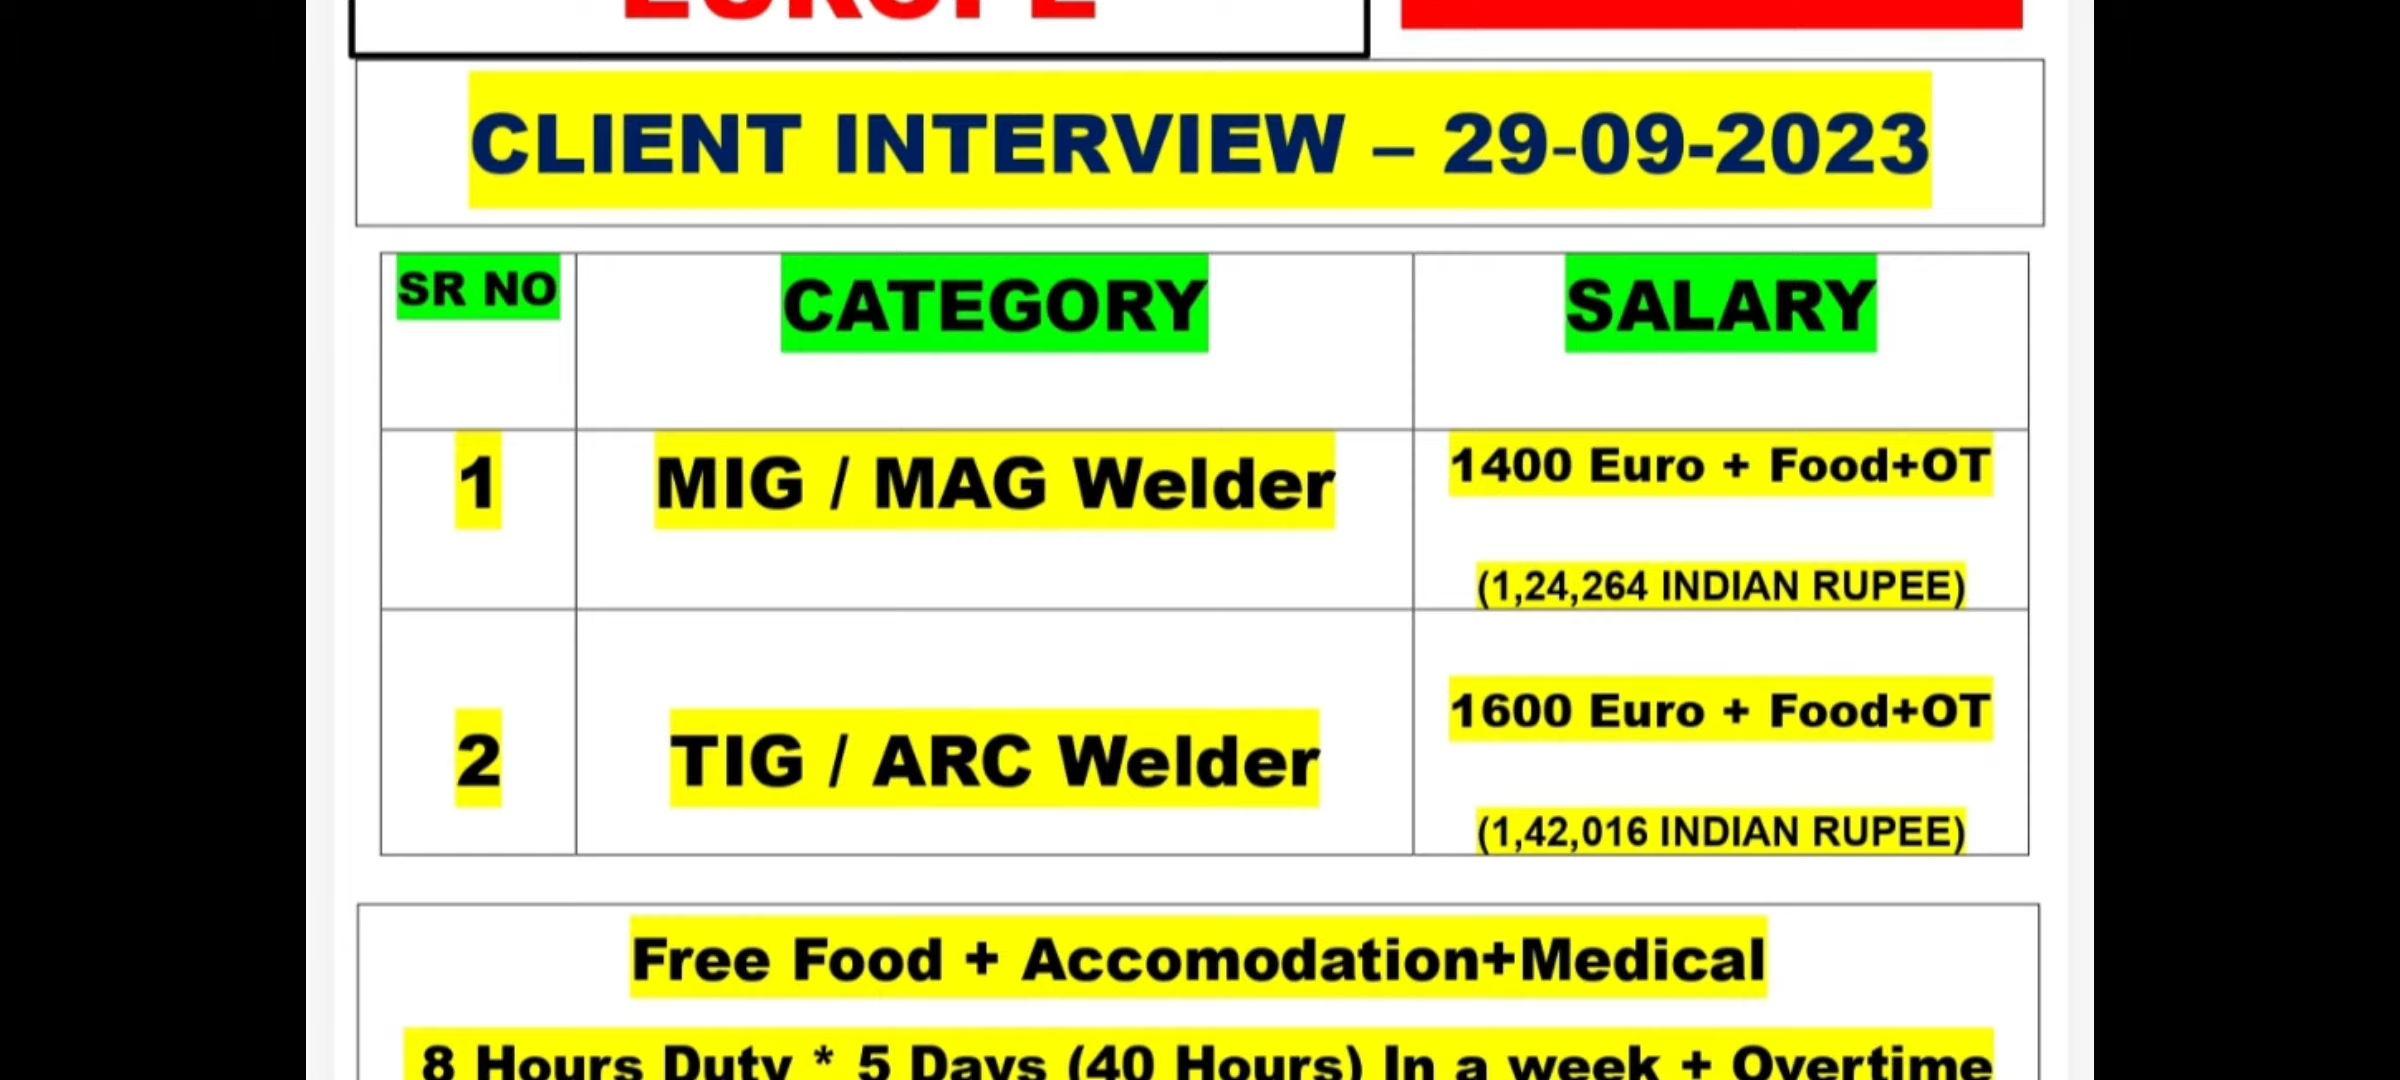 EUROPE
CLIENT INTERVIEW – 29-09-2023
SR NO CATEGORY SALARY
1 MIG / MAG Welder 1400 Euro + Food+OT
(1,24,264 INDIAN RUPEE)
2 TIG / ARC Welder 1600 Euro + Food+OT
(1,42,016 INDIAN RUPEE)
Free Food + Accomodation+Medical
8 Hours Duty * 5 Days (40 Hours) In a week + Overtime